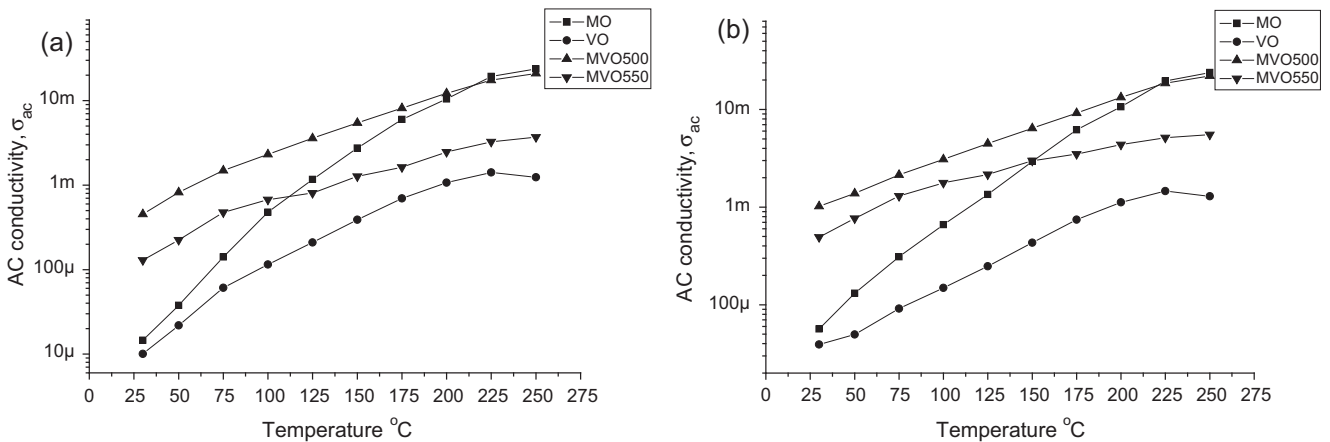 (a)
MO
VO
MVO500
MVO550
AC conductivity, σac
10m
1m
100µ
10µ
0 25 50 75 100 125 150 175 200 225 250 275
Temperature °C
(b)
MO
VO
MVO500
MVO550
AC conductivity, σac
10m
1m
100µ
0 25 50 75 100 125 150 175 200 225 250 275
Temperature °C